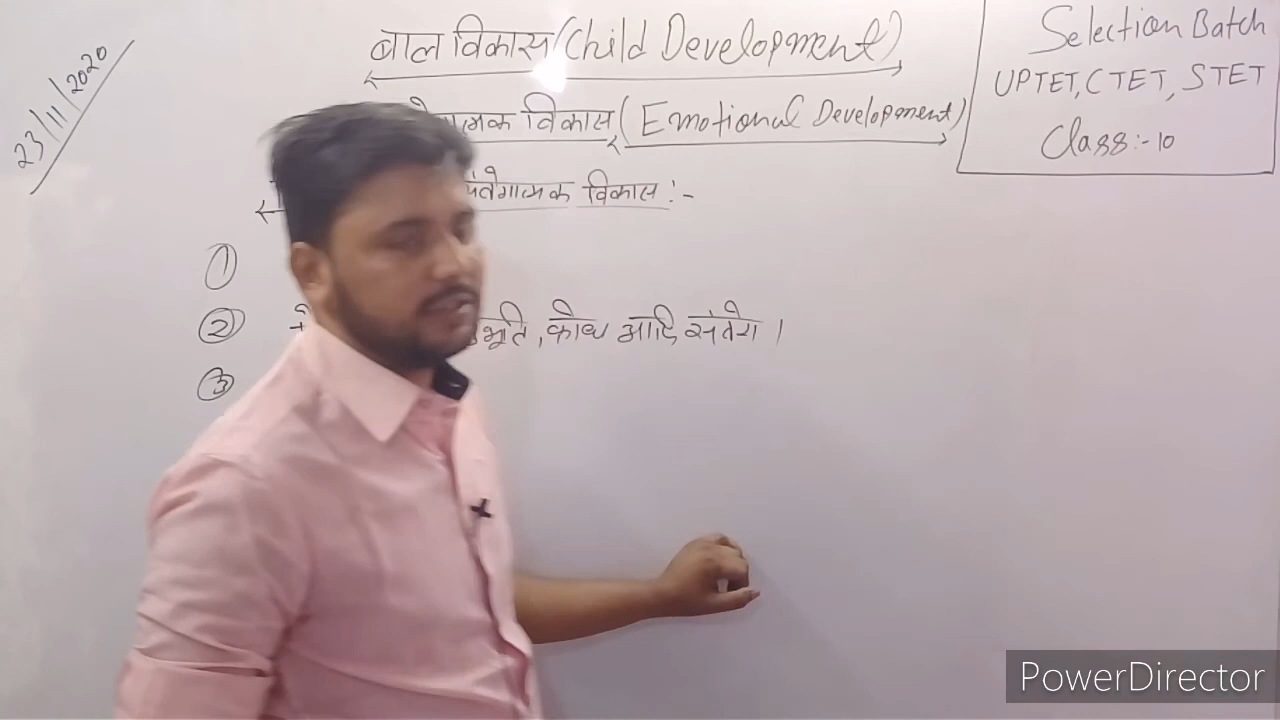 23/11/2020
बाल विकास (Child Development)
विकास (Emotional Development)
विकास :-
①
② क्रोध आदि संवेग ।
③
Selection Batch
UPTET, CTET, STET
Class:- 10
PowerDirector